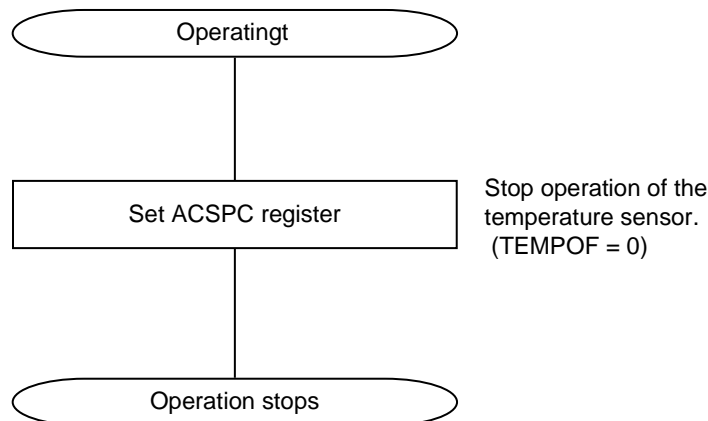 Operatingt
Set ACSPC register
Stop operation of the
temperature sensor.
(TEMPOF = 0)
Operation stops